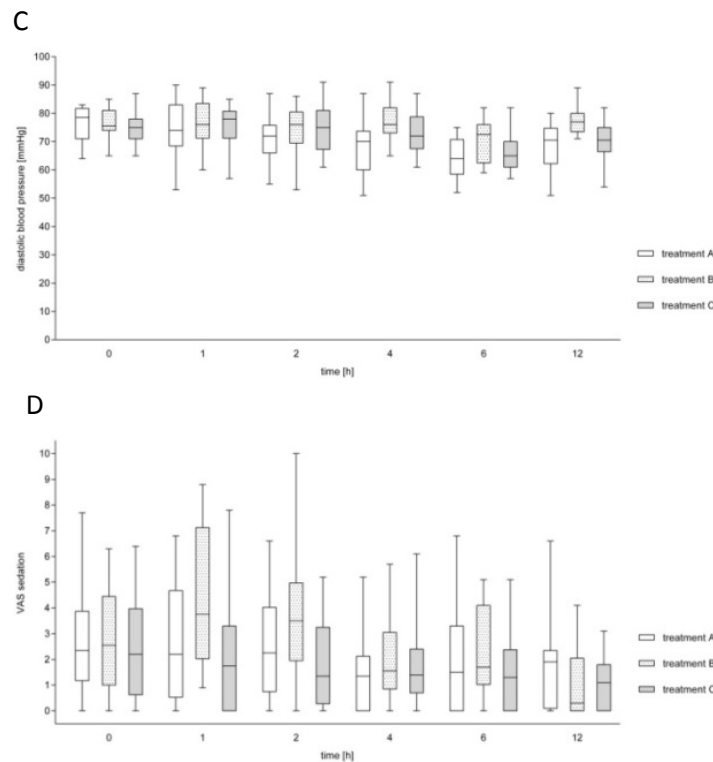 C
diastolic blood pressure [mmHg]
100
90
80
70
60
50
40
30
20
10
0
0 1 2 4 6 12
time [h]
treatment A
treatment B
treatment C
D
VAS sedation
10
9
8
7
6
5
4
3
2
1
0
0 1 2 4 6 12
time [h]
treatment A
treatment B
treatment C